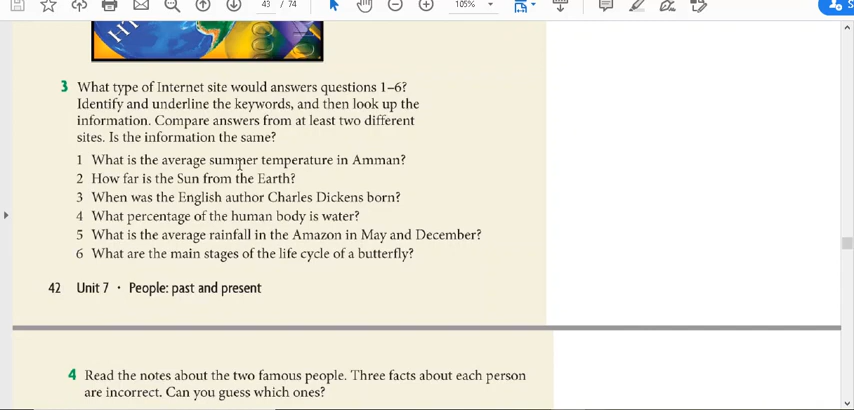 43 / 74
105%
3 What type of Internet site would answers questions 1–6?
Identify and underline the keywords, and then look up the
information. Compare answers from at least two different
sites. Is the information the same?
1 What is the average summer temperature in Amman?
2 How far is the Sun from the Earth?
3 When was the English author Charles Dickens born?
4 What percentage of the human body is water?
5 What is the average rainfall in the Amazon in May and December?
6 What are the main stages of the life cycle of a butterfly?
42 Unit 7 · People: past and present
4 Read the notes about the two famous people. Three facts about each person
are incorrect. Can you guess which ones?